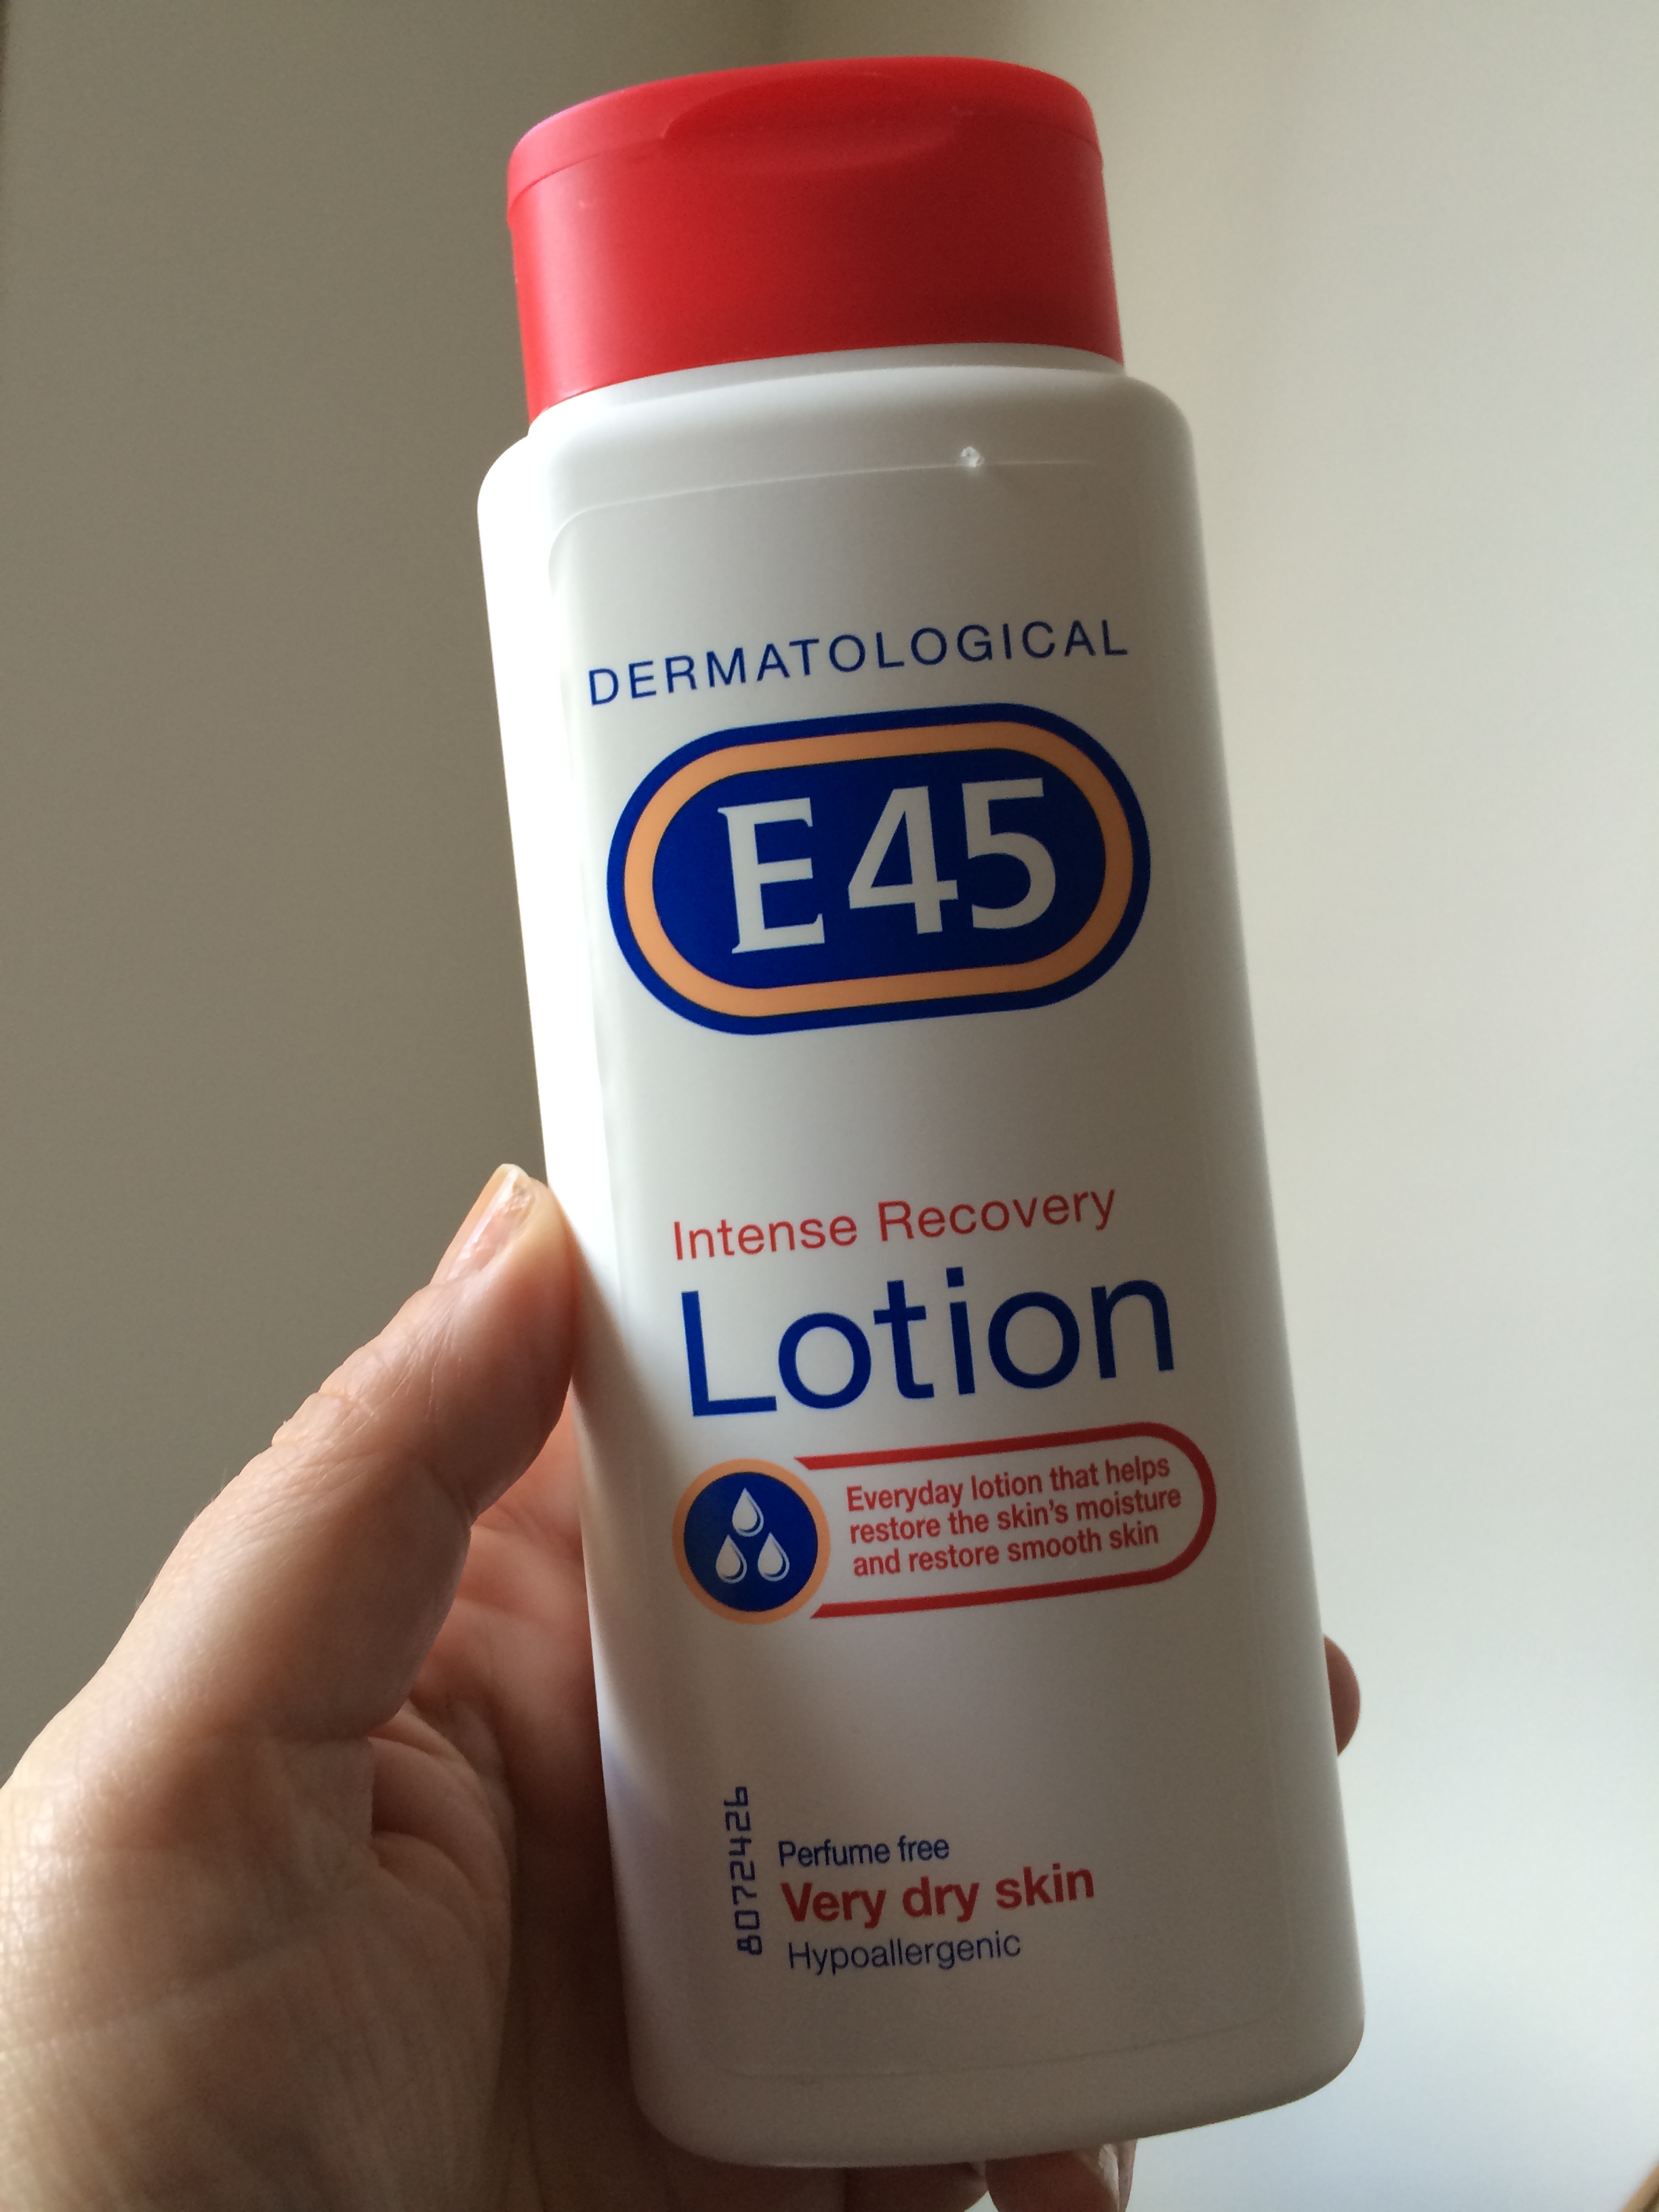 DERMATOLOGICAL
E45
Intense Recovery
Lotion
Everyday lotion that helps
restore the skin's moisture
and restore smooth skin
8072426
Perfume free
Very dry skin
Hypoallergenic